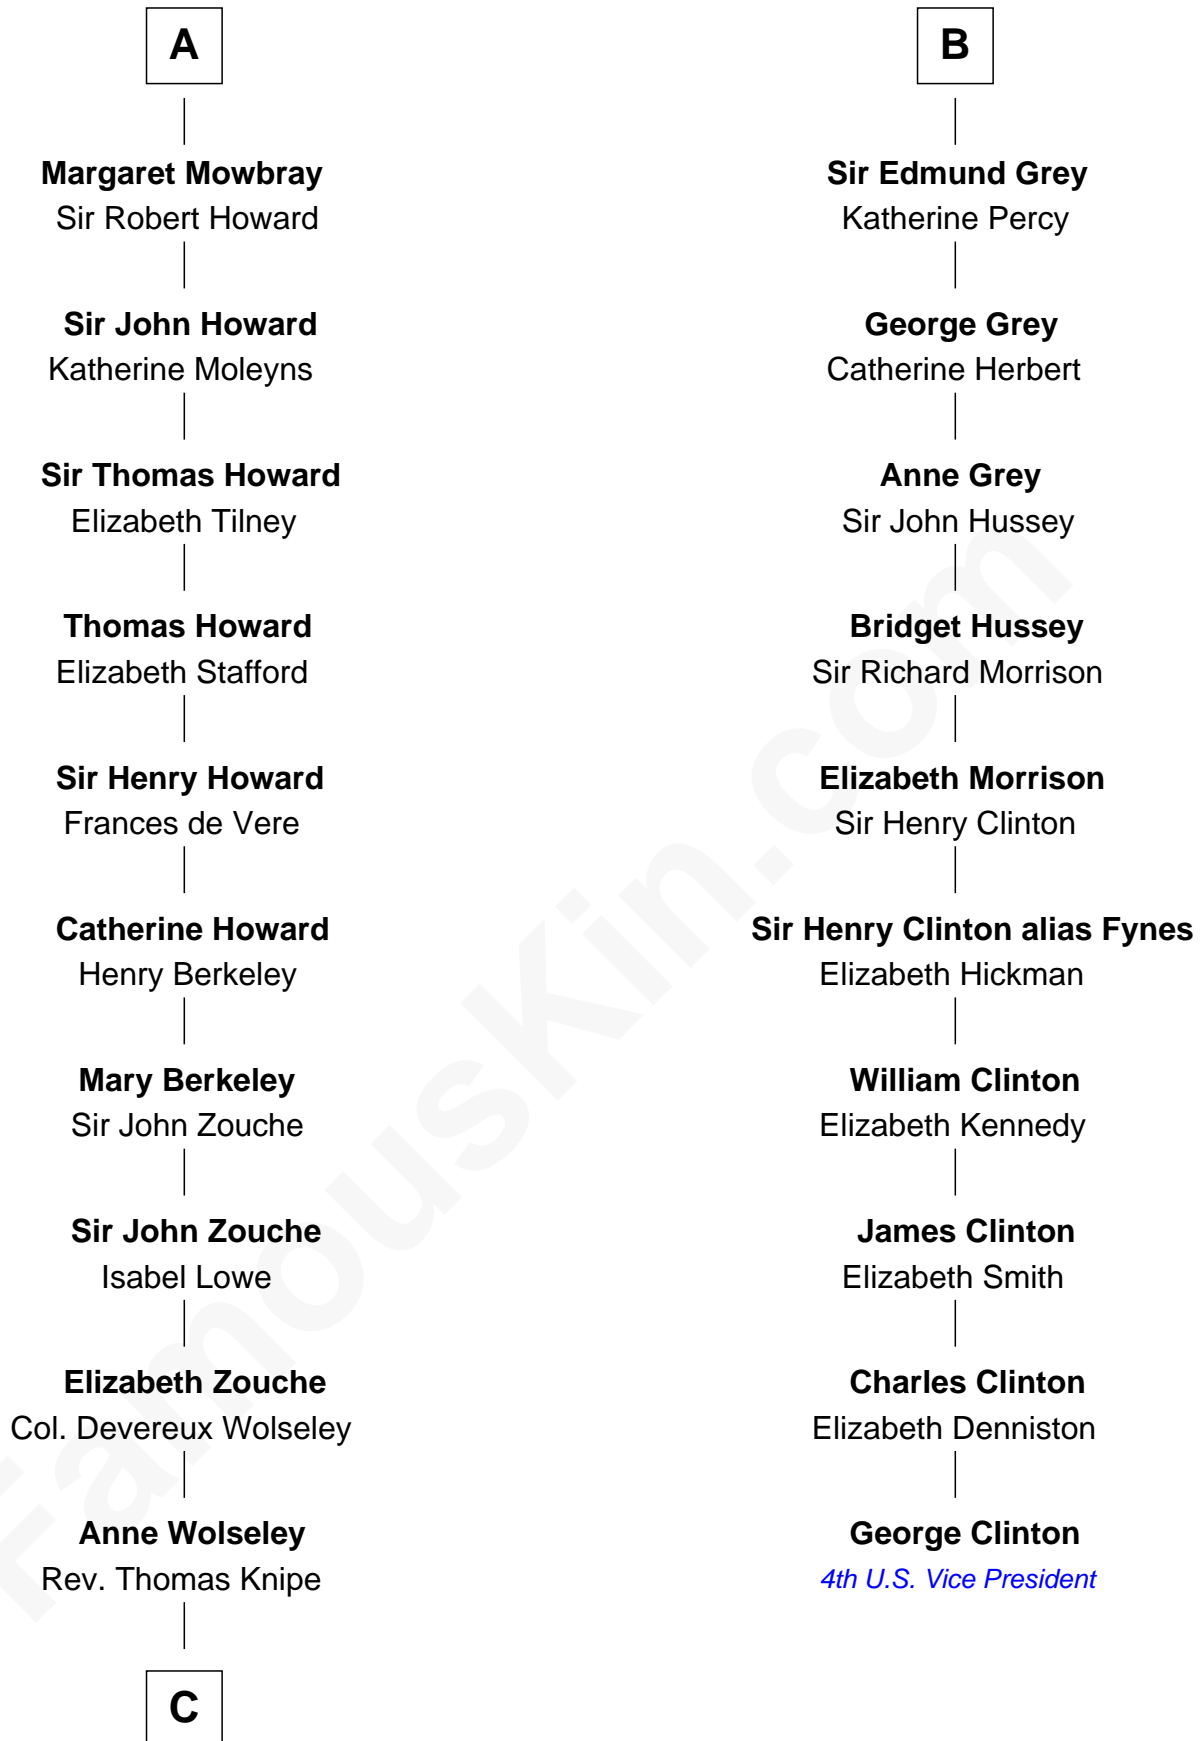 A
Margaret Mowbray
Sir Robert Howard
Sir John Howard
Katherine Moleyns
Sir Thomas Howard
Elizabeth Tilney
Thomas Howard
Elizabeth Stafford
Sir Henry Howard
Frances de Vere
Catherine Howard
Henry Berkeley
Mary Berkeley
Sir John Zouche
Sir John Zouche
Isabel Lowe
Elizabeth Zouche
Col. Devereux Wolseley
Anne Wolseley
Rev. Thomas Knipe
C
B
Sir Edmund Grey
Katherine Percy
George Grey
Catherine Herbert
Anne Grey
Sir John Hussey
Bridget Hussey
Sir Richard Morrison
Elizabeth Morrison
Sir Henry Clinton
Sir Henry Clinton alias Fynes
Elizabeth Hickman
William Clinton
Elizabeth Kennedy
James Clinton
Elizabeth Smith
Charles Clinton
Elizabeth Denniston
George Clinton
4th U.S. Vice President
FamousKin.com